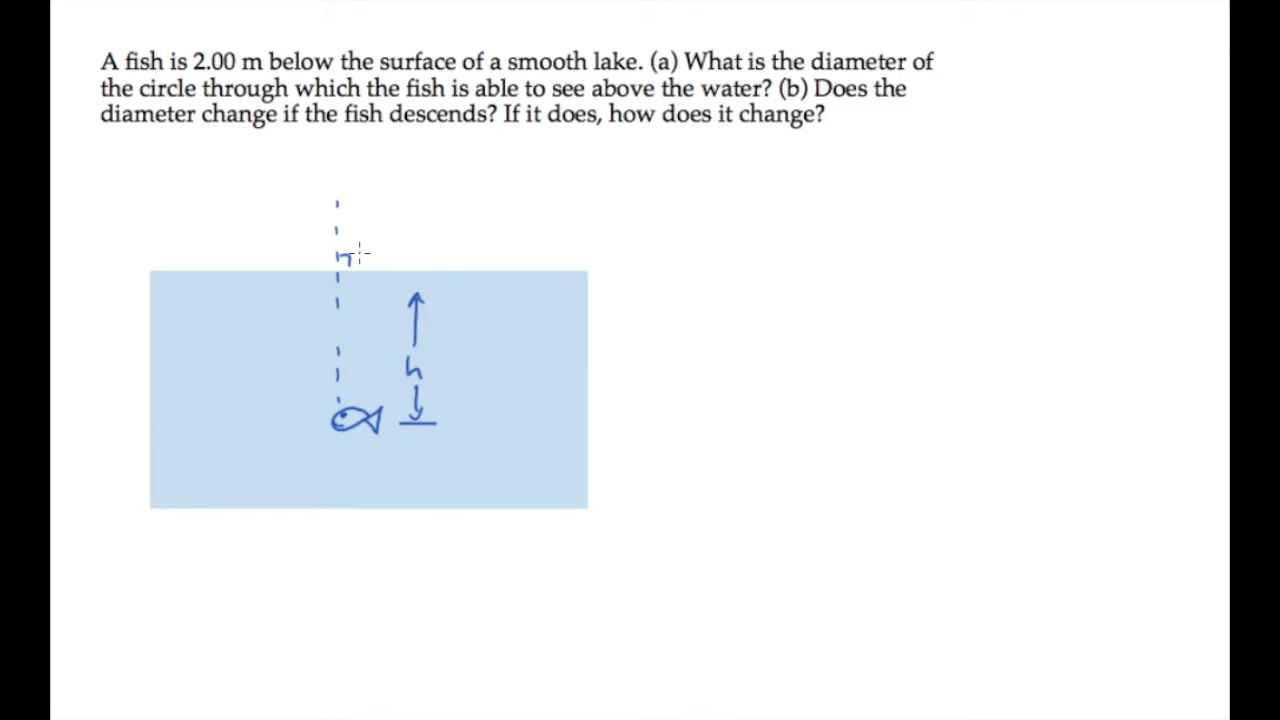 A fish is 2.00 m below the surface of a smooth lake. (a) What is the diameter of
the circle through which the fish is able to see above the water? (b) Does the
diameter change if the fish descends? If it does, how does it change?
h